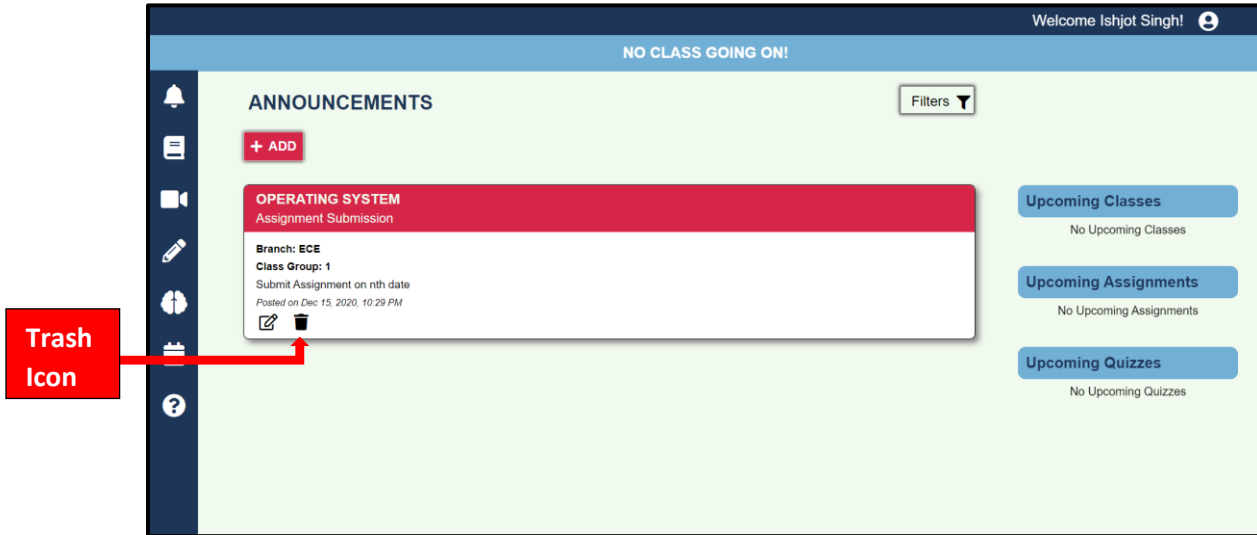 Welcome Ishjot Singh!
NO CLASS GOING ON!
ANNOUNCEMENTS
Filters
+ ADD
OPERATING SYSTEM
Assignment Submission
Branch: ECE
Class Group: 1
Submit Assignment on nth date
Posted on Dec 15, 2020, 10:29 PM
Upcoming Classes
No Upcoming Classes
Upcoming Assignments
No Upcoming Assignments
Upcoming Quizzes
No Upcoming Quizzes
Trash
Icon